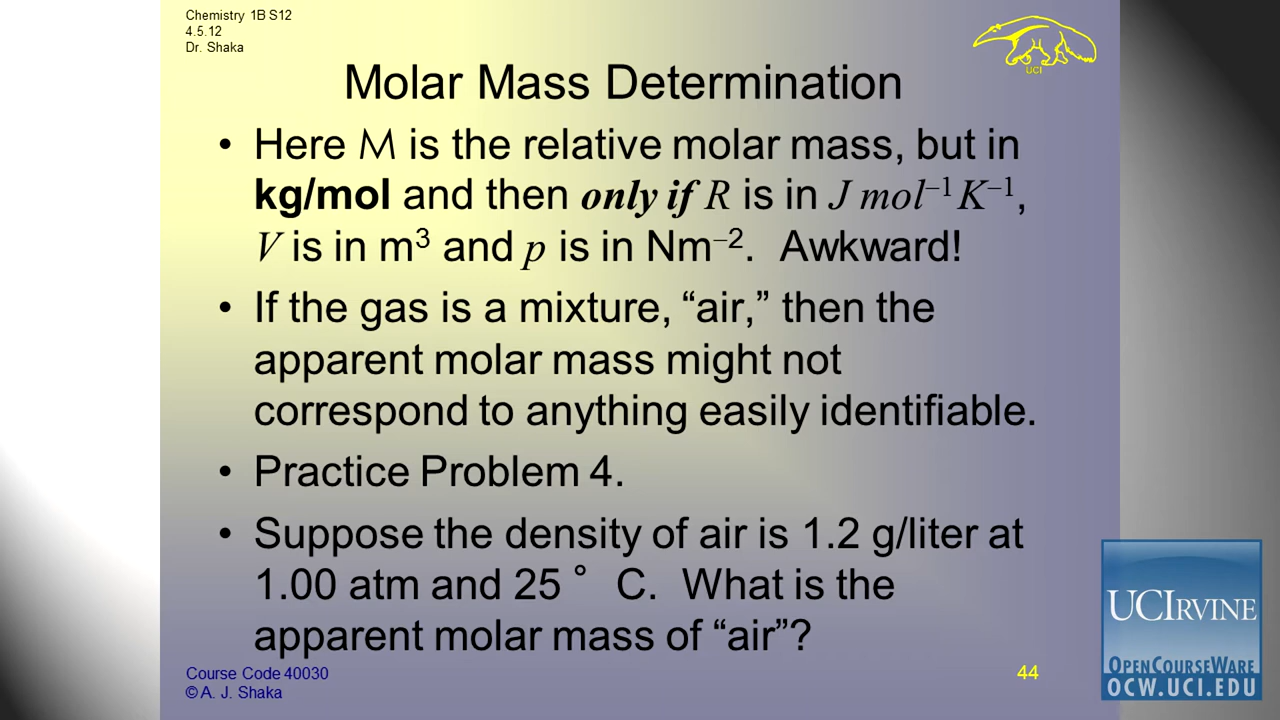 Chemistry 1B S12
4.5.12
Dr. Shaka
UCI
Molar Mass Determination
• Here M is the relative molar mass, but in
kg/mol and then only if R is in J mol⁻¹ K⁻¹,
V is in m³ and p is in Nm⁻². Awkward!
• If the gas is a mixture, “air,” then the
apparent molar mass might not
correspond to anything easily identifiable.
• Practice Problem 4.
• Suppose the density of air is 1.2 g/liter at
1.00 atm and 25 ° C. What is the
apparent molar mass of “air”?
Course Code 40030
© A. J. Shaka
44
UCIRVINE
OPENCOURSEWARE
OCW.UCI.EDU